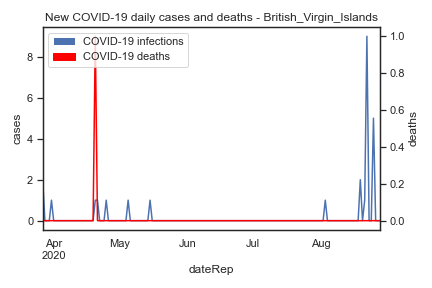 New COVID-19 daily cases and deaths - British_Virgin_Islands
COVID-19 infections
COVID-19 deaths
8
6
4
2
0
cases
1.0
0.8
0.6
0.4
0.2
0.0
deaths
Apr May Jun Jul Aug
2020
dateRep